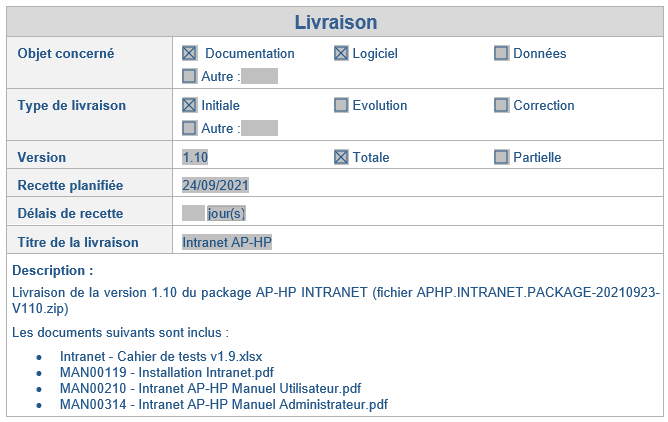 Livraison
Objet concerné ☒ Documentation ☒ Logiciel ☐ Données
☐ Autre :
Type de livraison ☒ Initiale ☐ Evolution ☐ Correction
☐ Autre :
Version 1.10 ☒ Totale ☐ Partielle
Recette planifiée 24/09/2021
Délais de recette jour(s)
Titre de la livraison Intranet AP-HP
Description :
Livraison de la version 1.10 du package AP-HP INTRANET (fichier APHP.INTRANET.PACKAGE-20210923-
V110.zip)
Les documents suivants sont inclus :
• Intranet - Cahier de tests v1.9.xlsx
• MAN00119 - Installation Intranet.pdf
• MAN00210 - Intranet AP-HP Manuel Utilisateur.pdf
• MAN00314 - Intranet AP-HP Manuel Administrateur.pdf